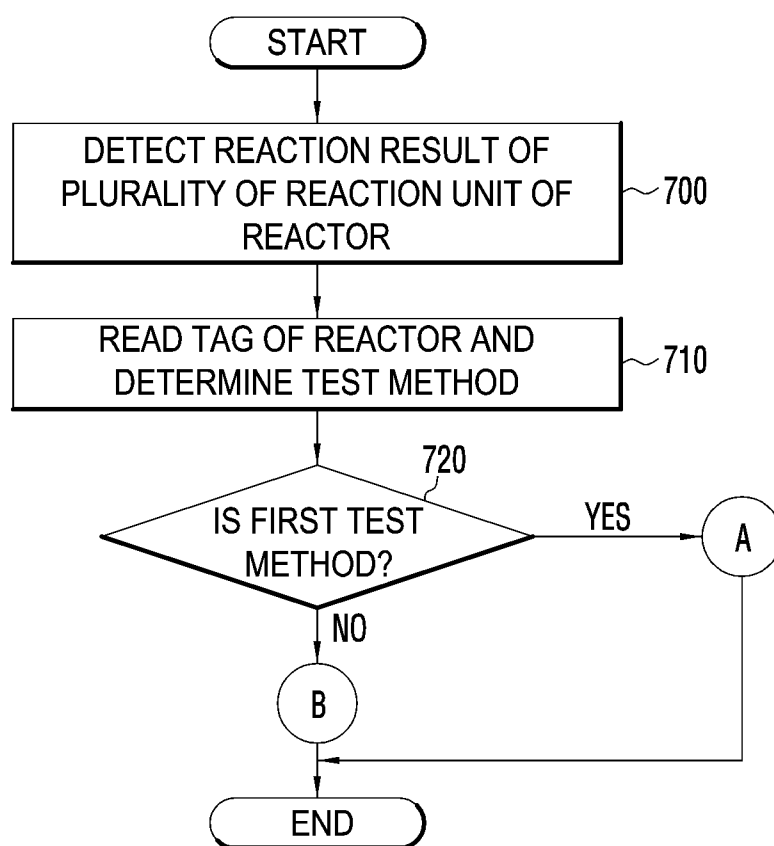 START
DETECT REACTION RESULT OF
PLURALITY OF REACTION UNIT OF
REACTOR
700
READ TAG OF REACTOR AND
DETERMINE TEST METHOD
710
720
IS FIRST TEST
METHOD?
YES
A
NO
B
END